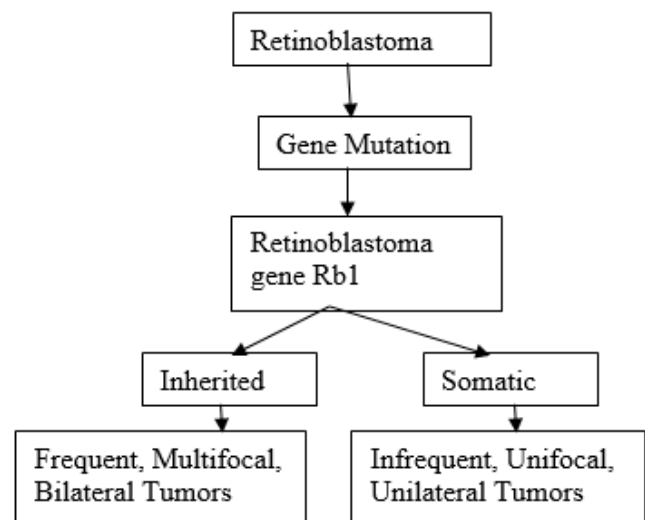 Retinoblastoma
Gene Mutation
Retinoblastoma
gene Rb1
Inherited
Somatic
Frequent, Multifocal,
Bilateral Tumors
Infrequent, Unifocal,
Unilateral Tumors